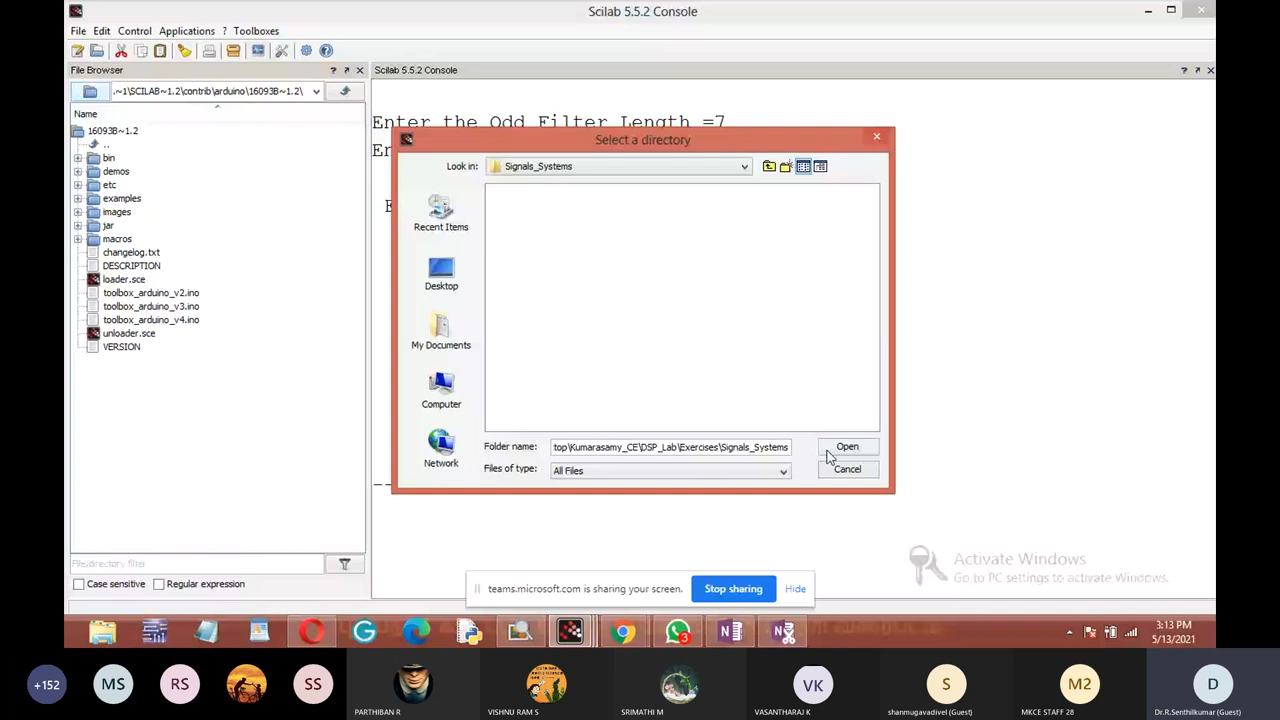 Scilab 5.5.2 Console
File Edit Control Applications ? Toolboxes
File Browser ? ↗ ×
Scilab 5.5.2 Console ? ↗ ×
.~1\SCILAB~1.2\contrib\arduino\16093B~1.2\
Name
16093B~1.2
..
bin
demos
etc
examples
images
jar
macros
changelog.txt
DESCRIPTION
loader.sce
toolbox_arduino_v2.ino
toolbox_arduino_v3.ino
toolbox_arduino_v4.ino
unloader.sce
VERSION
File/directory filter
Case sensitive Regular expression
Enter the Odd Filter Length =7
Select a directory
Look in: Signals_Systems
Recent Items
Desktop
My Documents
Computer
Network
Folder name: top\Kumarasamy_CE\DSP_Lab\Exercises\Signals_Systems Open
Files of type: All Files Cancel
Activate Windows
Go to PC settings to activate Windows.
teams.microsoft.com is sharing your screen. Stop sharing Hide
3
3:13 PM
5/13/2021
+152 MS RS SS VK S M2 D
PARTHIBAN R VISHNU RAM S SRIMATHI M VASANTHARAJ K shanmugavadivel (Guest) MKCE STAFF 28 Dr.R.Senthilkumar (Guest)